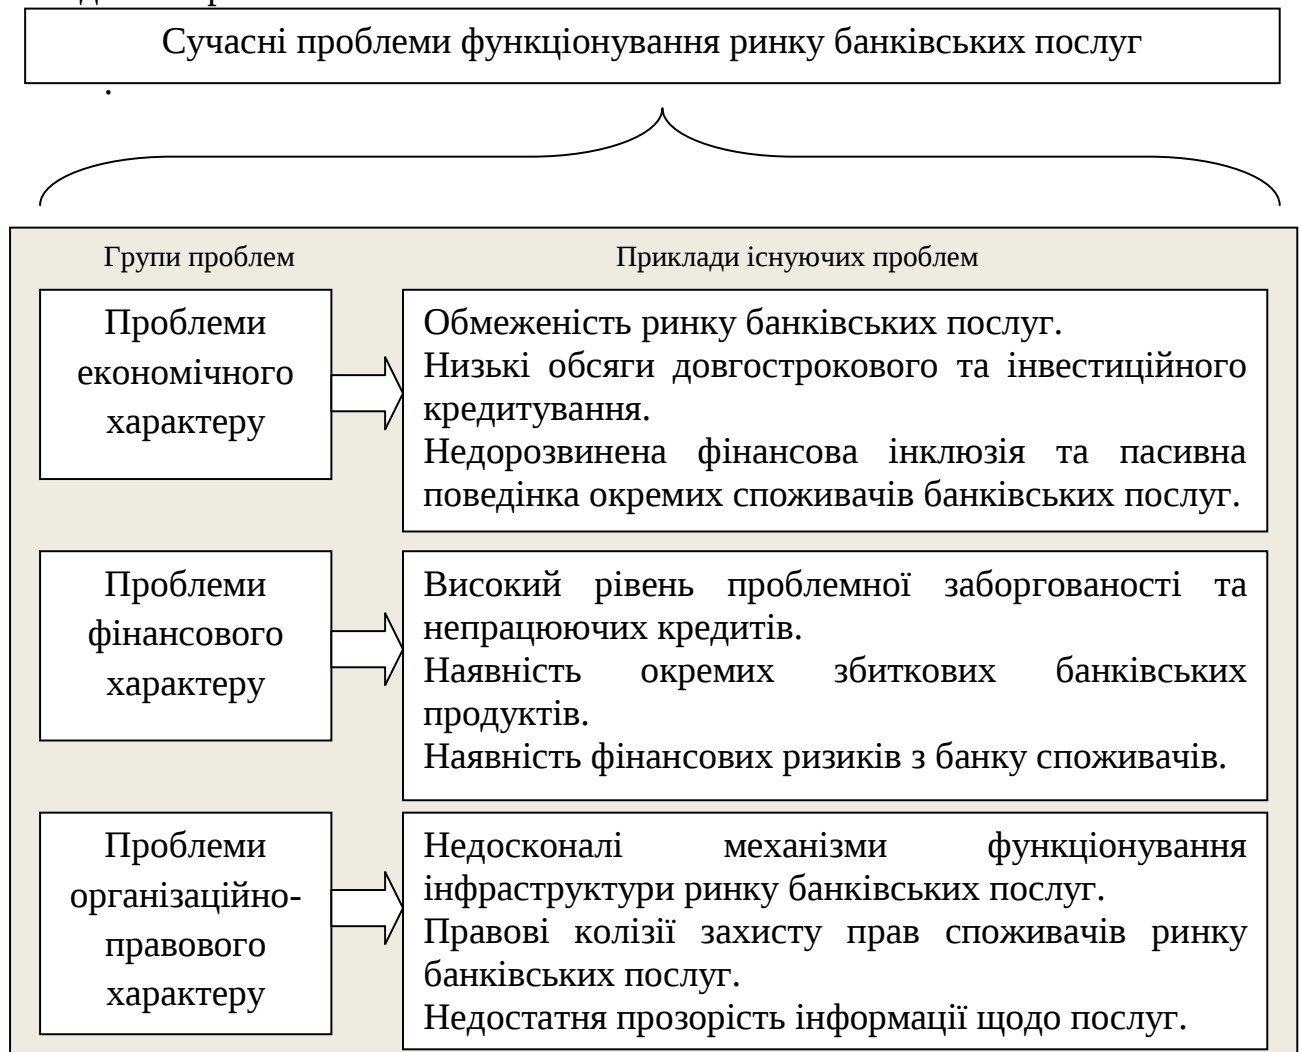 Сучасні проблеми функціонування ринку банківських послуг
.
Групи проблем
Приклади існуючих проблем
Проблеми
економічного
характеру
Обмеженість ринку банківських послуг.
Низькі обсяги довгострокового та інвестиційного
кредитування.
Недорозвинена фінансова інклюзія та пасивна
поведінка окремих споживачів банківських послуг.
Проблеми
фінансового
характеру
Високий рівень проблемної заборгованості та
непрацюючих кредитів.
Наявність окремих збиткових банківських
продуктів.
Наявність фінансових ризиків з банку споживачів.
Проблеми
організаційно-
правового
характеру
Недосконалі механізми функціонування
інфраструктури ринку банківських послуг.
Правові колізії захисту прав споживачів ринку
банківських послуг.
Недостатня прозорість інформації щодо послуг.